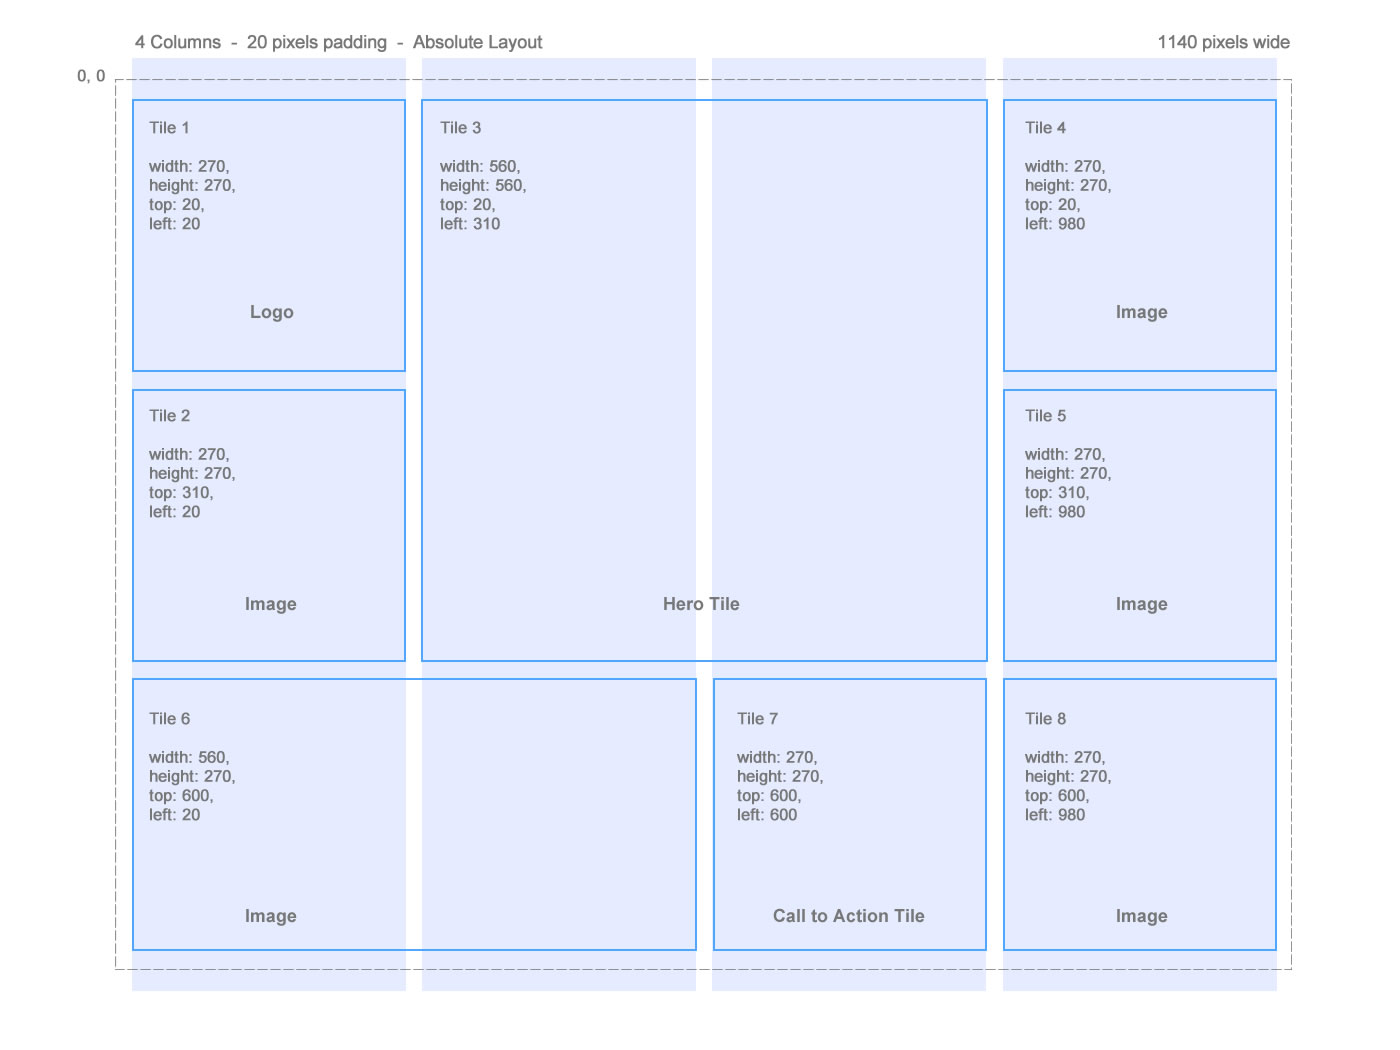 4 Columns  -  20 pixels padding  -  Absolute Layout
1140 pixels wide
0, 0
Tile 1
width: 270,
height: 270,
top: 20,
left: 20
Logo
Tile 3
width: 560,
height: 560,
top: 20,
left: 310
Hero Tile
Tile 4
width: 270,
height: 270,
top: 20,
left: 980
Image
Tile 2
width: 270,
height: 270,
top: 310,
left: 20
Image
Tile 5
width: 270,
height: 270,
top: 310,
left: 980
Image
Tile 6
width: 560,
height: 270,
top: 600,
left: 20
Image
Tile 7
width: 270,
height: 270,
top: 600,
left: 600
Call to Action Tile
Tile 8
width: 270,
height: 270,
top: 600,
left: 980
Image